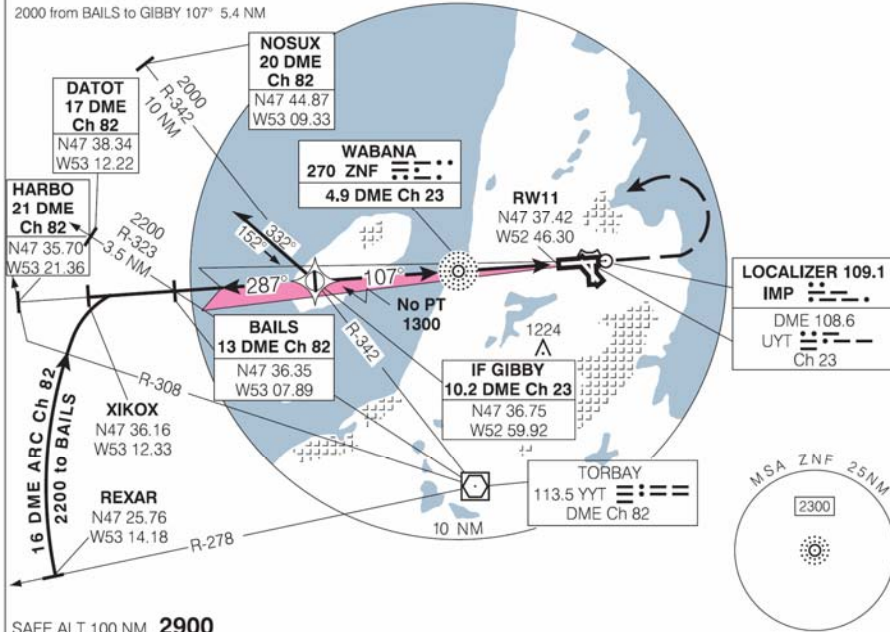 2000 from BAILS to GIBBY 107° 5.4 NM
NOSUX
20 DME
Ch 82
N47 44.87
W53 09.33
2000
R-342
10 NM
DATOT
17 DME
Ch 82
N47 38.34
W53 12.22
WABANA
270 ZNF
4.9 DME Ch 23
RW11
N47 37.42
W52 46.30
HARBO
21 DME
Ch 82
N47 35.70
W53 21.36
2200
R-323
3.5 NM
332°
152°
287°
107°
No PT
1300
LOCALIZER 109.1
IMP
DME 108.6
UYT
Ch 23
BAILS
13 DME Ch 82
N47 36.35
W53 07.89
R-342
1224
IF GIBBY
10.2 DME Ch 23
N47 36.75
W52 59.92
R-308
XIKOX
N47 36.16
W53 12.33
16 DME ARC Ch 82
2200 to BAILS
REXAR
N47 25.76
W53 14.18
R-278
TORBAY
113.5 YYT
DME Ch 82
10 NM
MSA ZNF 25NM
2300
SAFE ALT 100 NM 2900